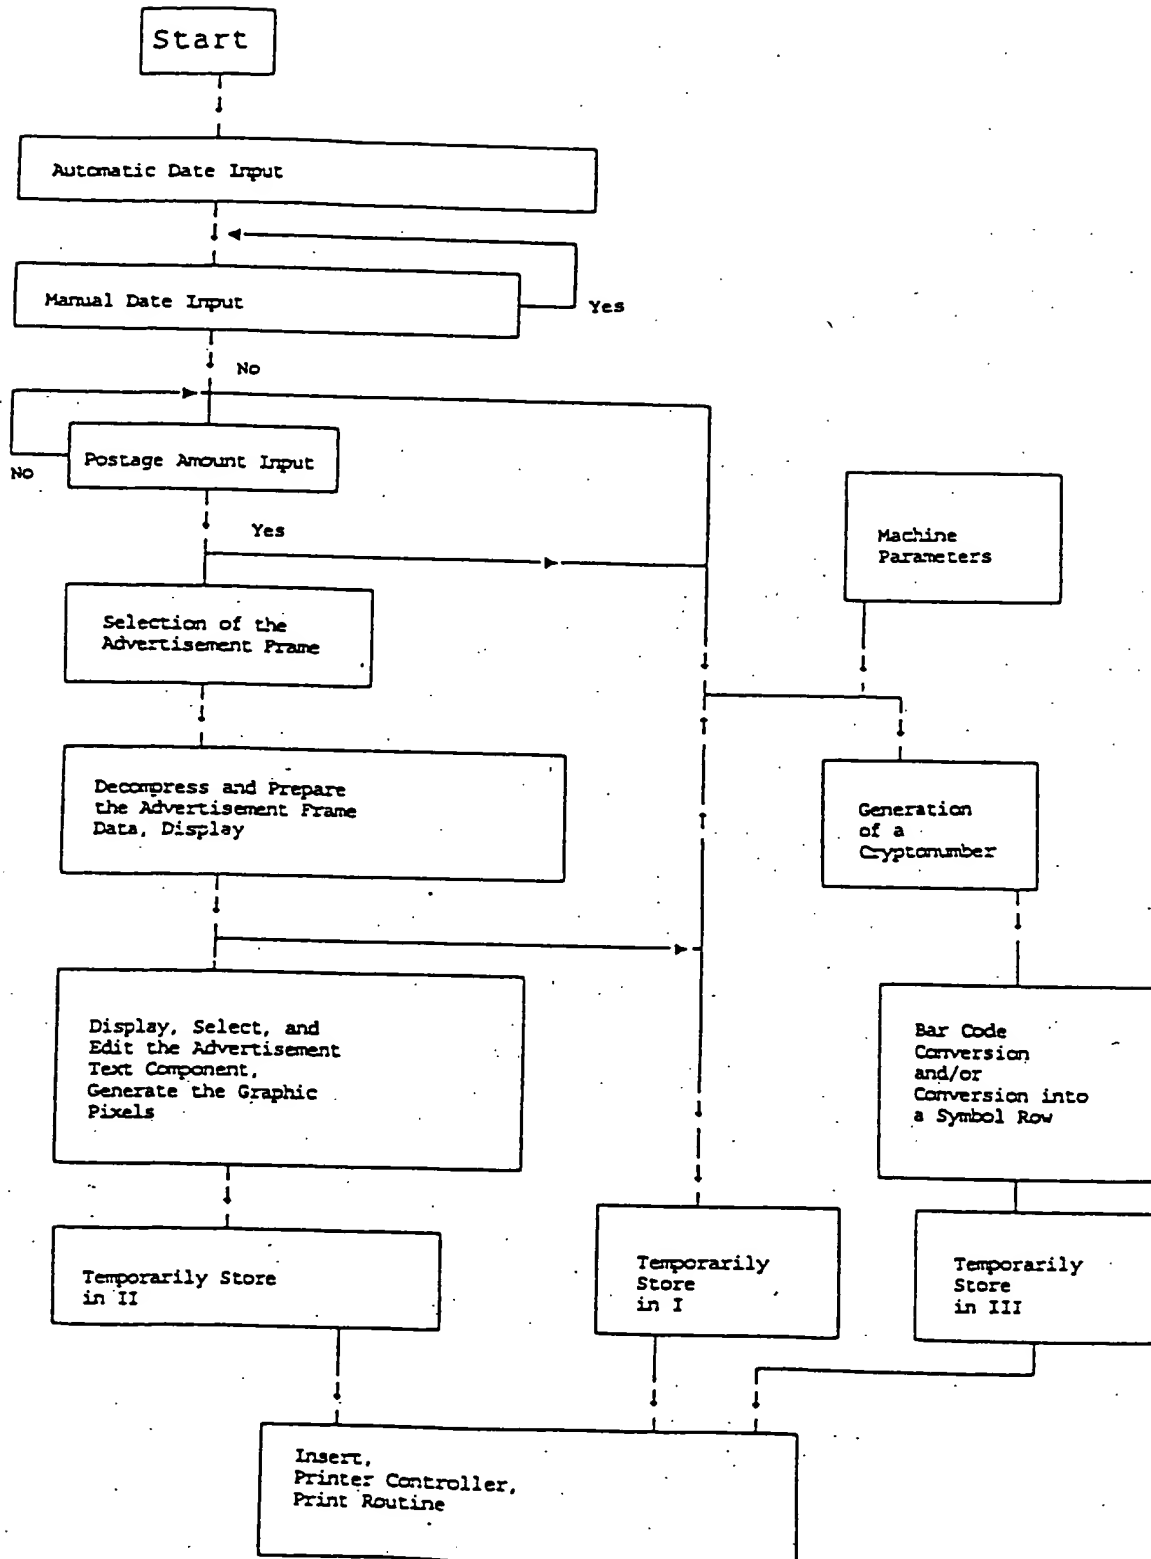 Start
Automatic Date Input
Manual Date Input
Yes
No
Postage Amount Input
No
Yes
Machine
Parameters
Selection of the
Advertisement Frame
Decompress and Prepare
the Advertisement Frame
Data, Display
Generation
of a
Cryptonumber
Display, Select, and
Edit the Advertisement
Text Component,
Generate the Graphic
Pixels
Bar Code
Conversion
and/or
Conversion into
a Symbol Row
Temporarily Store
in II
Temporarily
Store
in I
Temporarily
Store
in III
Insert,
Printer Controller,
Print Routine